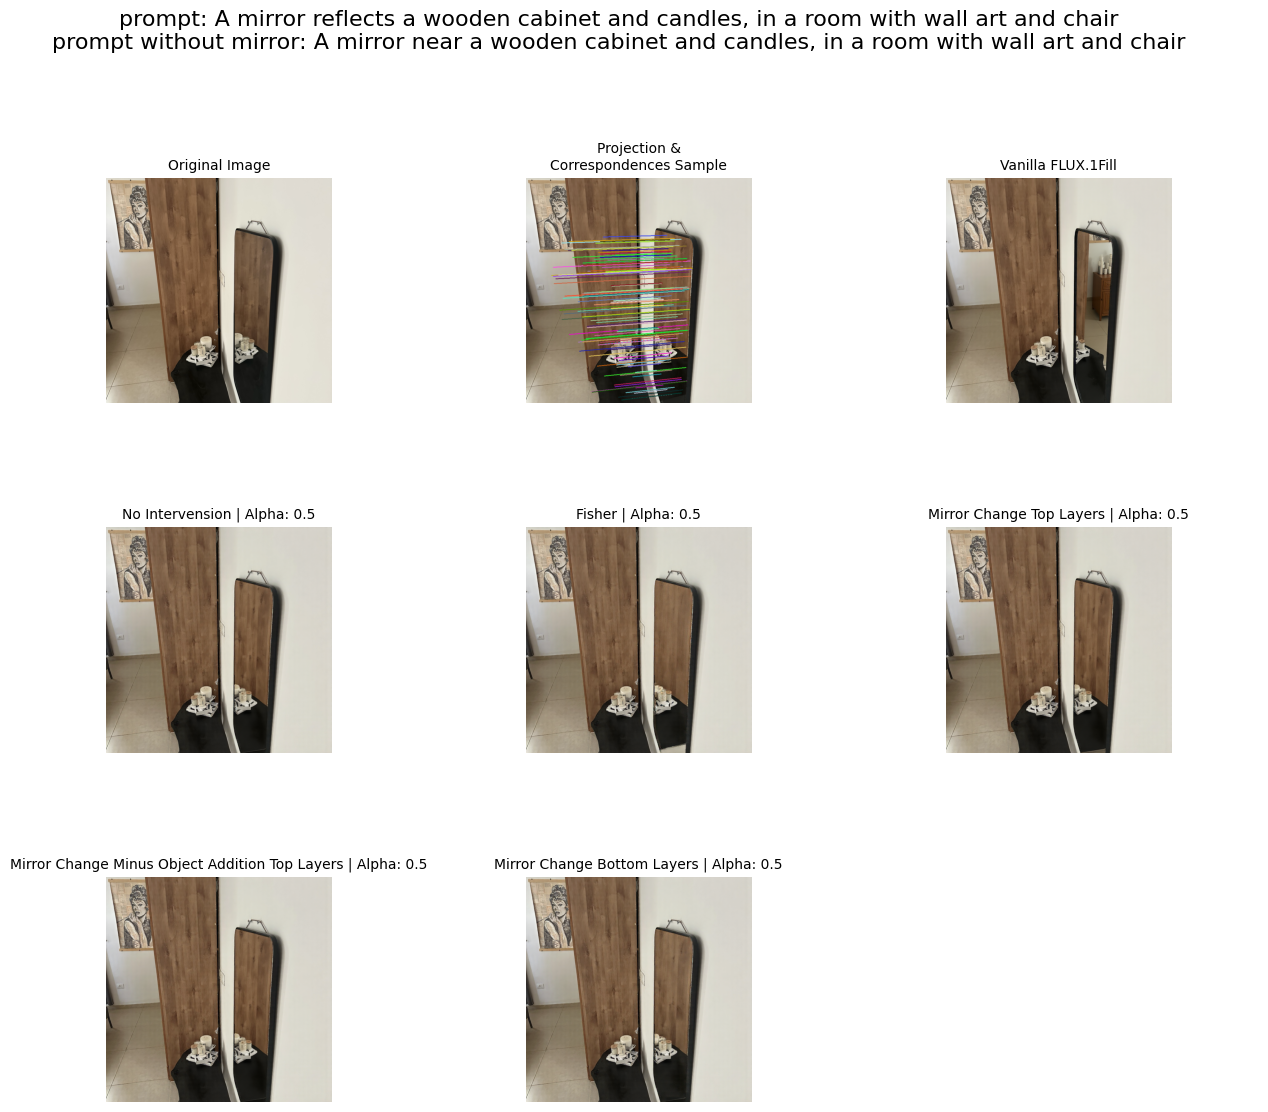 prompt: A mirror reflects a wooden cabinet and candles, in a room with wall art and chair
prompt without mirror: A mirror near a wooden cabinet and candles, in a room with wall art and chair
Original Image
Projection &
Correspondences Sample
Vanilla FLUX.1Fill
No Intervension | Alpha: 0.5
Fisher | Alpha: 0.5
Mirror Change Top Layers | Alpha: 0.5
Mirror Change Minus Object Addition Top Layers | Alpha: 0.5
Mirror Change Bottom Layers | Alpha: 0.5